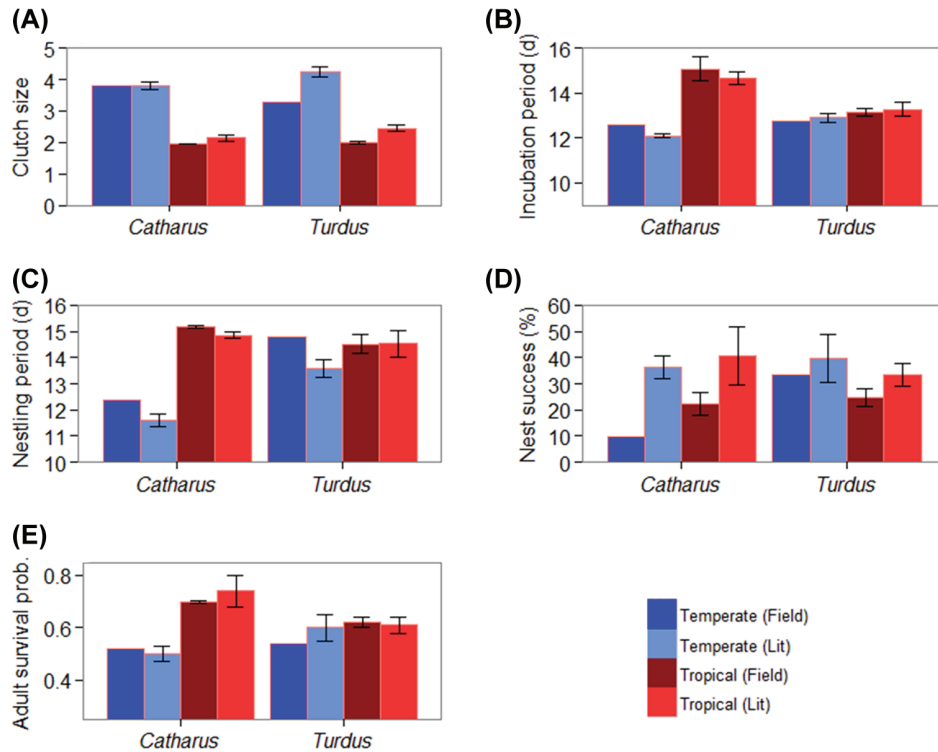 (A)
Clutch size
5
4
3
2
1
0
Catharus Turdus
(B)
Incubation period (d)
16
14
12
10
Catharus Turdus
(C)
Nestling period (d)
16
15
14
13
12
11
10
Catharus Turdus
(D)
Nest success (%)
60
50
40
30
20
10
0
Catharus Turdus
(E)
Adult survival prob.
0.8
0.6
0.4
Catharus Turdus
Temperate (Field)
Temperate (Lit)
Tropical (Field)
Tropical (Lit)